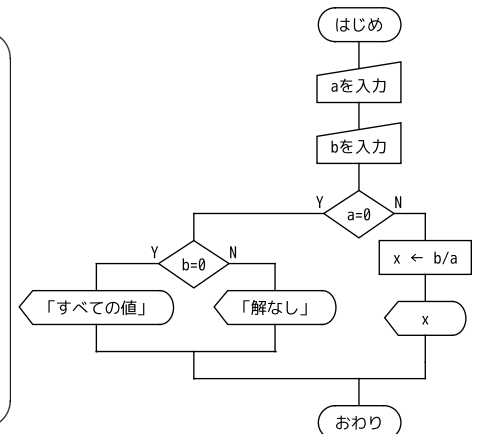 はじめ
aを入力
bを入力
a=0
Y
N
b=0
Y
N
x ← b/a
「すべての値」
「解なし」
x
おわり